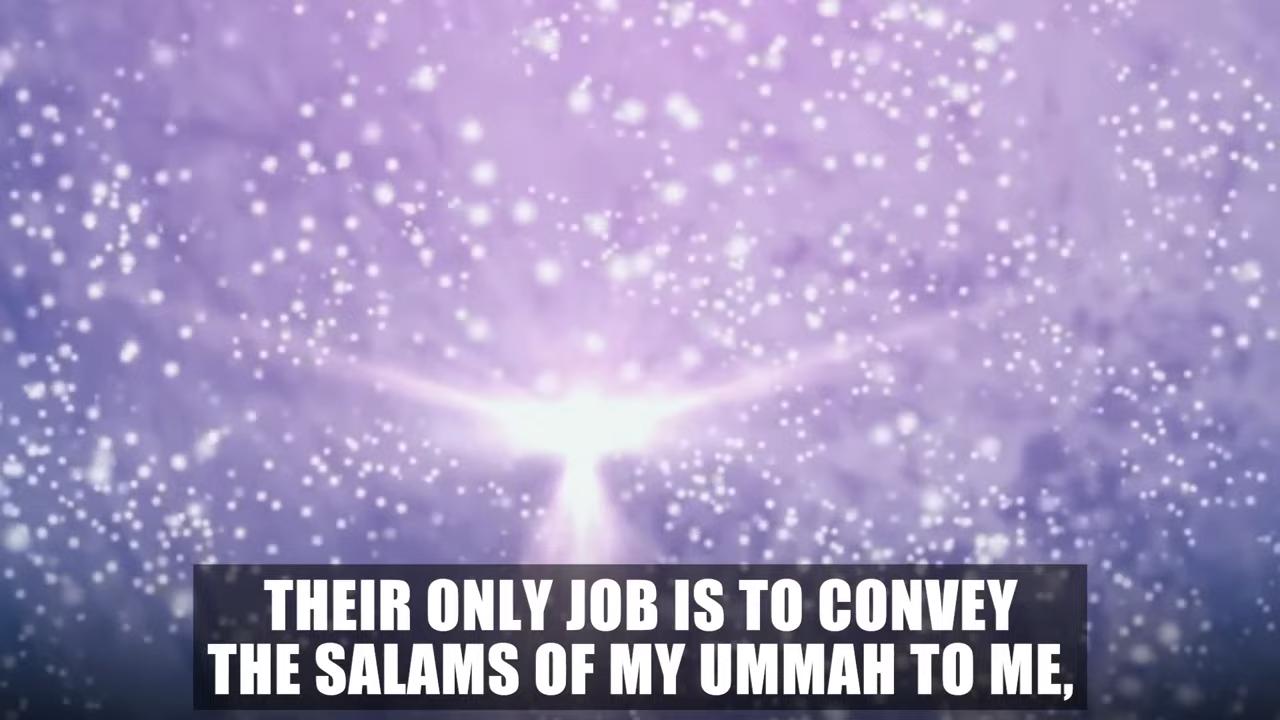 THEIR ONLY JOB IS TO CONVEY
THE SALAMS OF MY UMMAH TO ME,